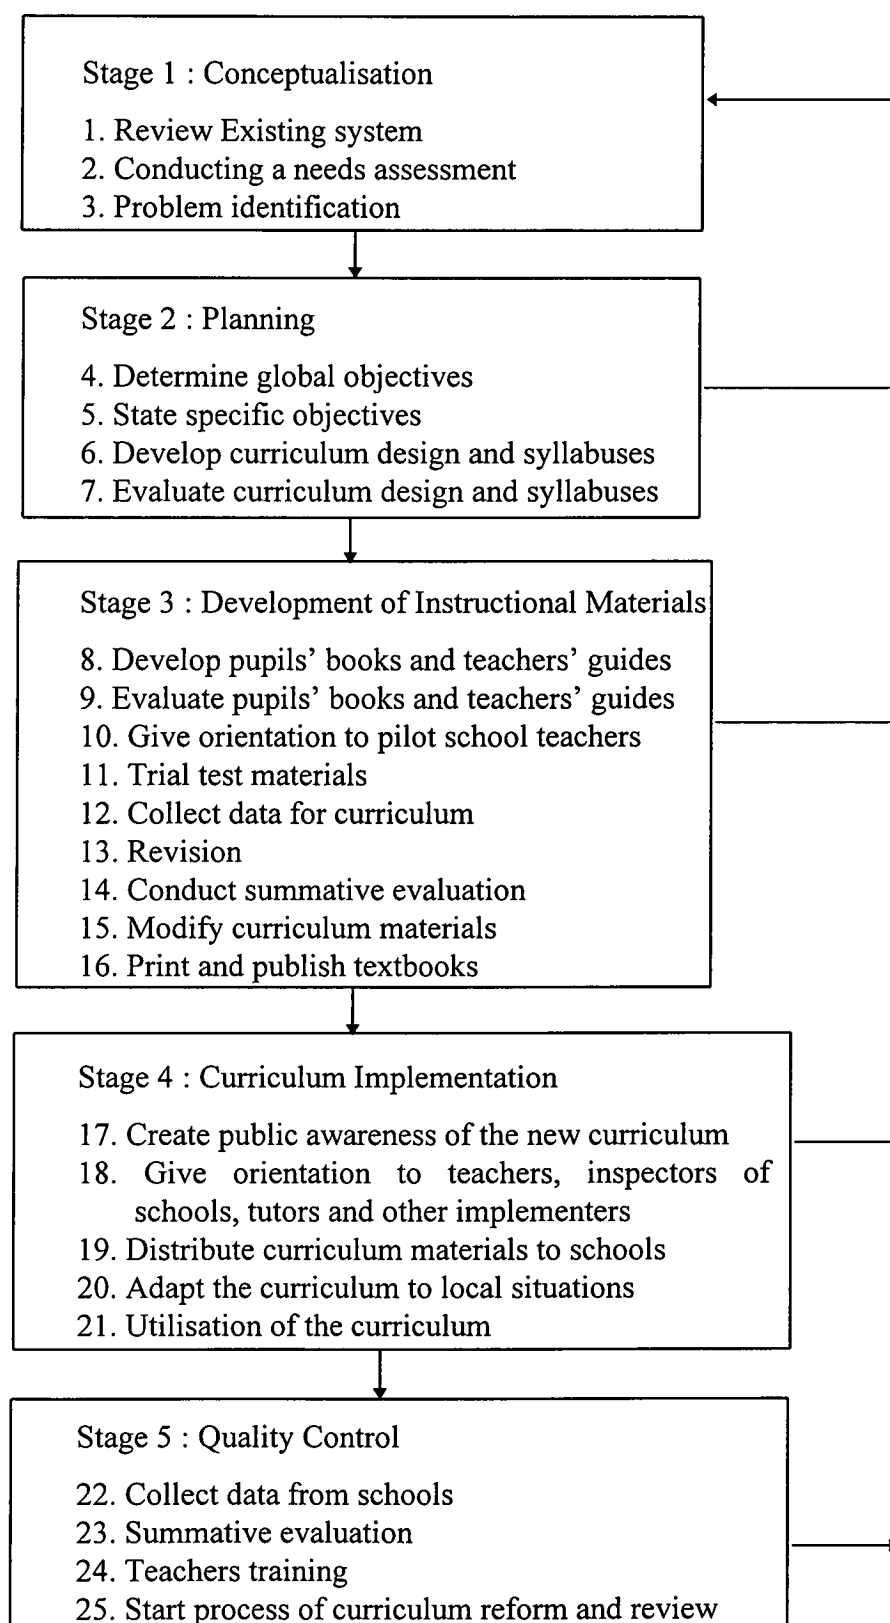 Stage 1 : Conceptualisation
1. Review Existing system
2. Conducting a needs assessment
3. Problem identification
Stage 2 : Planning
4. Determine global objectives
5. State specific objectives
6. Develop curriculum design and syllabuses
7. Evaluate curriculum design and syllabuses
Stage 3 : Development of Instructional Materials
8. Develop pupils’ books and teachers’ guides
9. Evaluate pupils’ books and teachers’ guides
10. Give orientation to pilot school teachers
11. Trial test materials
12. Collect data for curriculum
13. Revision
14. Conduct summative evaluation
15. Modify curriculum materials
16. Print and publish textbooks
Stage 4 : Curriculum Implementation
17. Create public awareness of the new curriculum
18. Give orientation to teachers, inspectors of
schools, tutors and other implementers
19. Distribute curriculum materials to schools
20. Adapt the curriculum to local situations
21. Utilisation of the curriculum
Stage 5 : Quality Control
22. Collect data from schools
23. Summative evaluation
24. Teachers training
25. Start process of curriculum reform and review